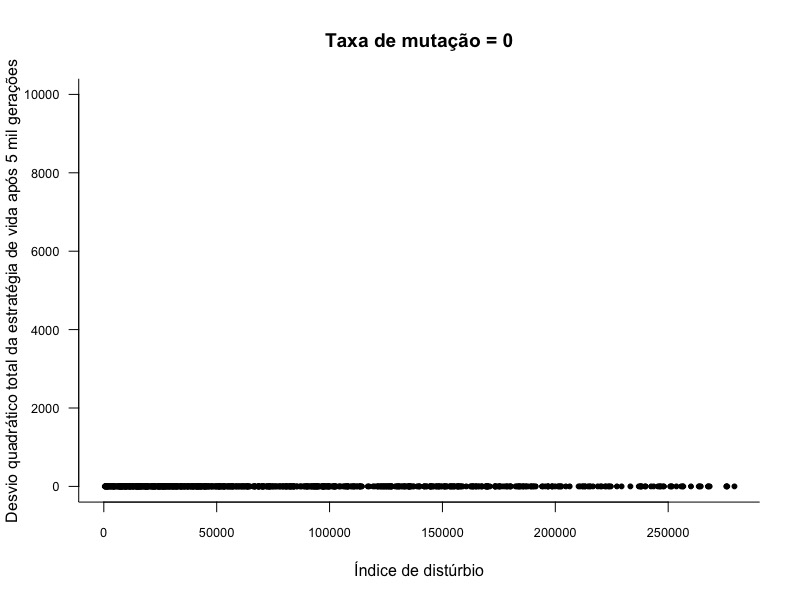 Taxa de mutação = 0
Desvio quadrático total da estratégia de vida após 5 mil gerações
10000
8000
6000
4000
2000
0
0 50000 100000 150000 200000 250000
Índice de distúrbio